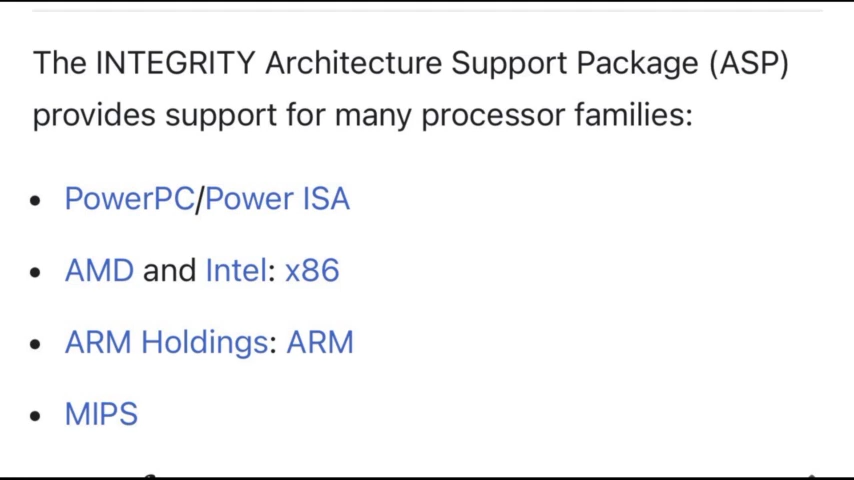 The INTEGRITY Architecture Support Package (ASP)
provides support for many processor families:
• PowerPC/Power ISA
• AMD and Intel: x86
• ARM Holdings: ARM
• MIPS